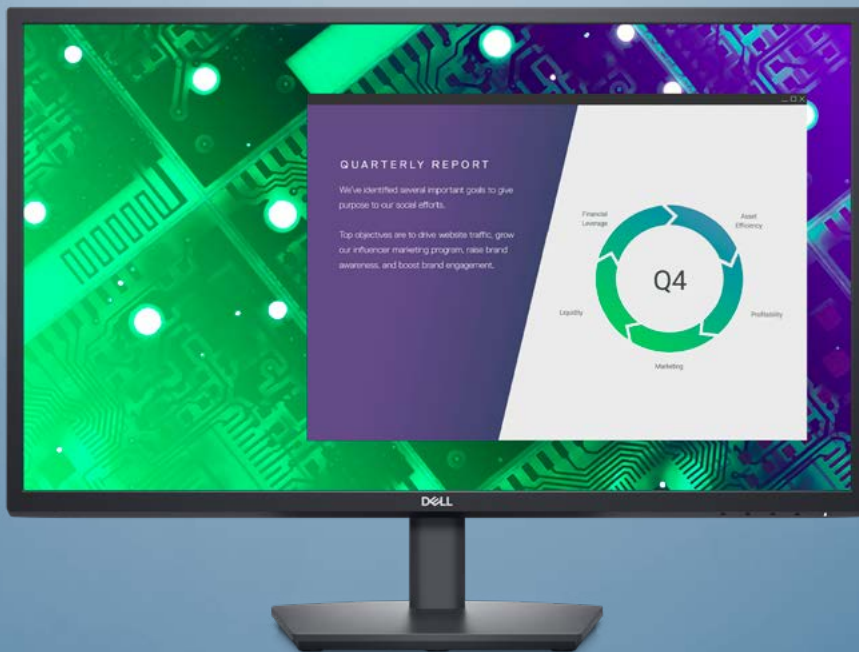 QUARTERLY REPORT
We've identified several important goals to give
purpose to our social efforts.
Top objectives are to drive website traffic, grow
our influencer marketing program, raise brand
awareness, and boost brand engagement.
Financial
Leverage
Asset
Efficiency
Q4
Liquidity
Profitability
Marketing
DELL